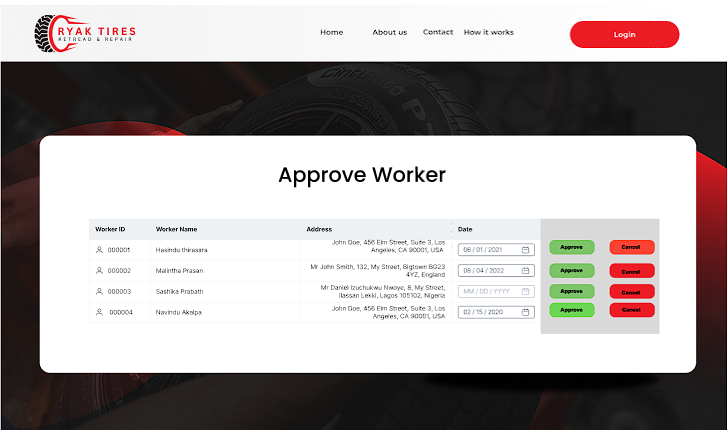 RYAK TIRES
RETREAD & REPAIR
Home About us Contact How it works Login
Approve Worker
Worker ID Worker Name Address Date
000001 Hasindu thirasara John Doe, 456 Elm Street, Suite 3, Los
Angeles, CA 90001, USA. 06 / 01 / 2021 Approve Cancel
000002 Malintha Prasan Mr John Smith, 132, My Street, Bigtown BG23
4YZ, England 08 / 04 / 2022 Approve Cancel
000003 Sashika Prabath Mr Daniel Izuchukwu Nwoye, 8, My Street,
Ilassan Lekki, Lagos 105102, Nigeria MM / DD / YYYY Approve Cancel
000004 Navindu Akalpa John Doe, 456 Elm Street, Suite 3, Los
Angeles, CA 90001, USA 02 / 15 / 2020 Approve Cancel